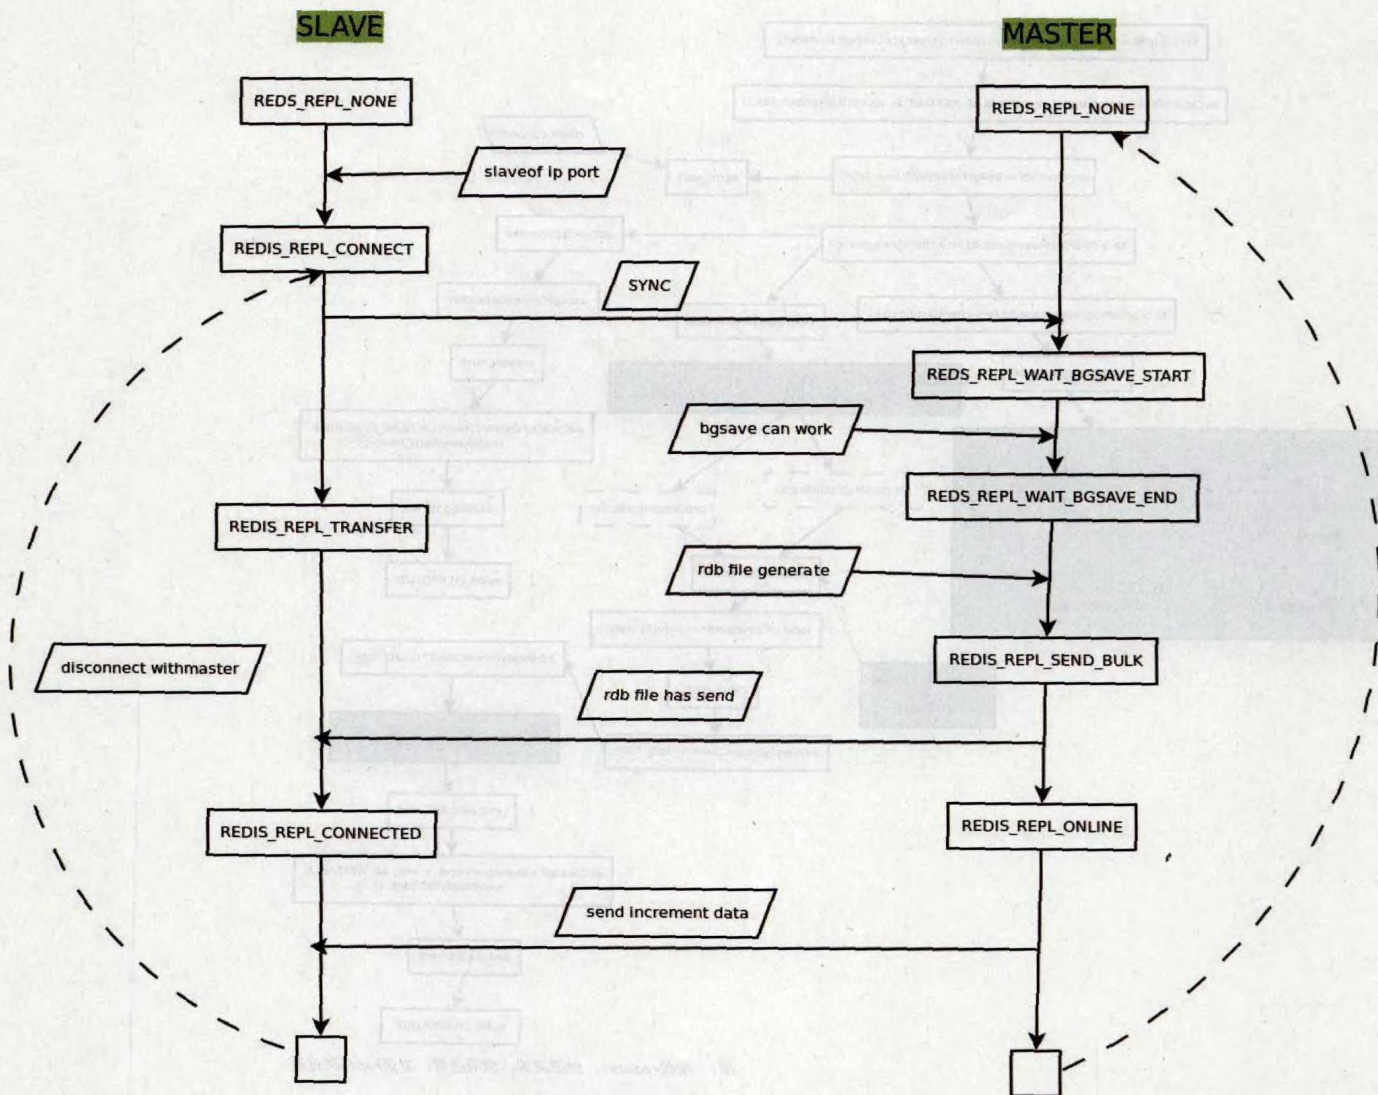 SLAVE
MASTER
REDS_REPL_NONE
REDS_REPL_NONE
slaveof ip port
REDIS_REPL_CONNECT
SYNC
REDS_REPL_WAIT_BGSAVE_START
bgsave can work
REDS_REPL_WAIT_BGSAVE_END
REDIS_REPL_TRANSFER
rdb file generate
REDIS_REPL_SEND_BULK
disconnect withmaster
rdb file has send
REDIS_REPL_CONNECTED
REDIS_REPL_ONLINE
send increment data